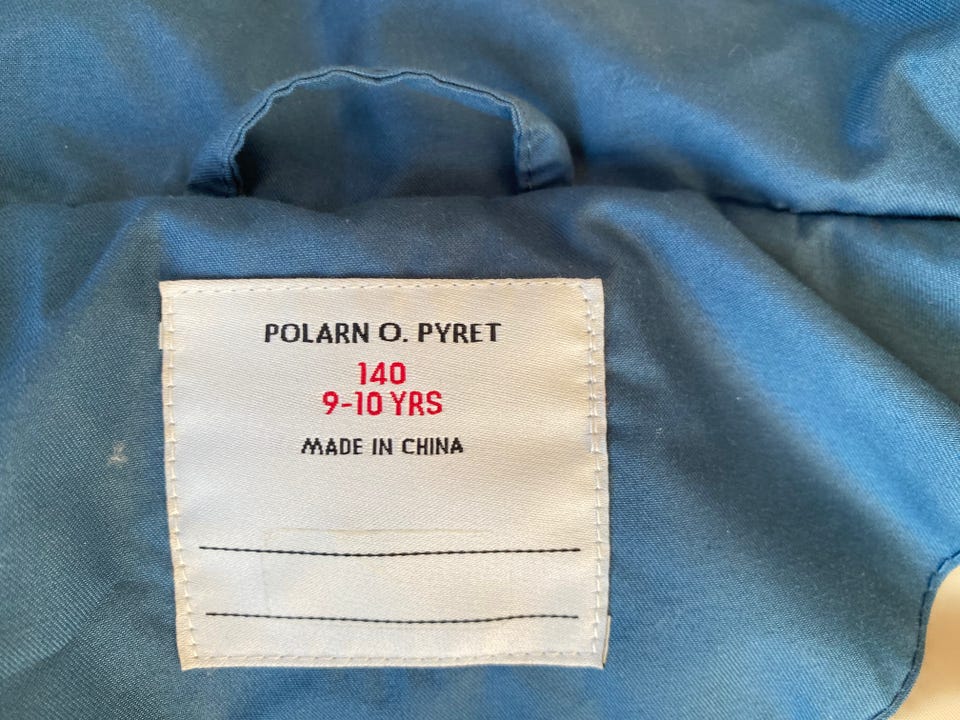 POLARN O. PYRET
140
9-10 YRS
MADE IN CHINA